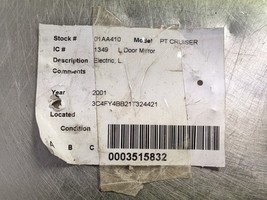 Stock # 01AA410 Model PT CRUISER
IC # 1349 L Door Mirror
Description Electric, L.
Comments
Year 2001
3C4FY4BB21T324421
Located
Condition
A B C
0003515832